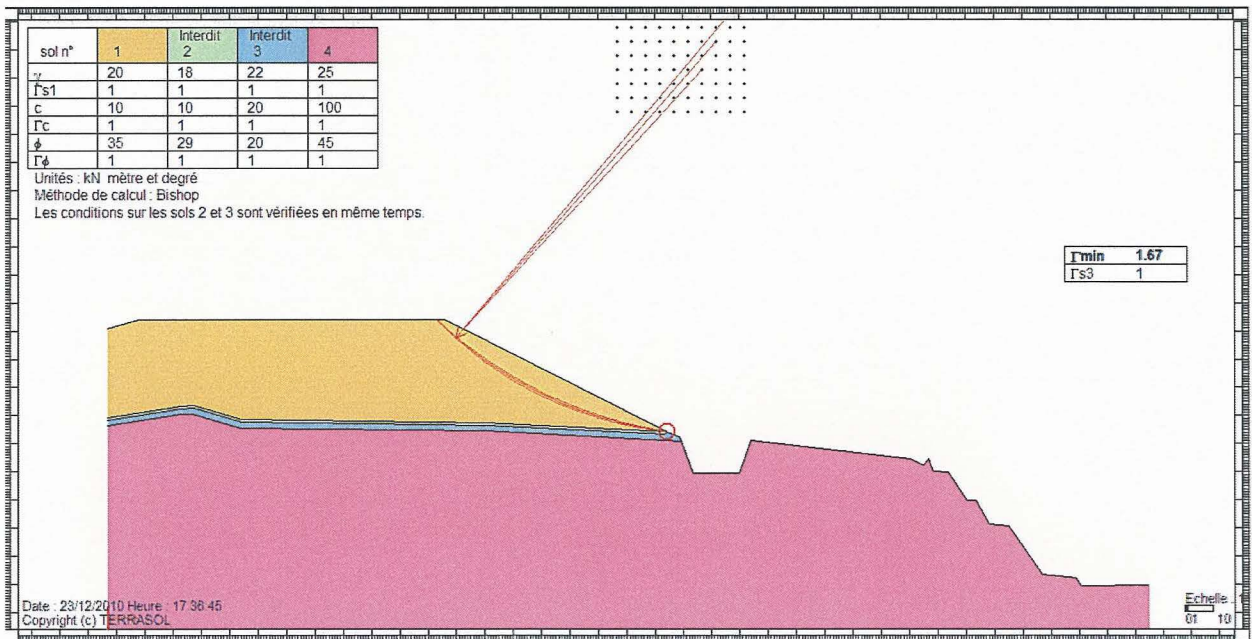 Interdit Interdit
sol n° 1 2 3 4
γ 20 18 22 25
Γs1 1 1 1 1
c 10 10 20 100
Γc 1 1 1 1
ϕ 35 29 20 45
Γϕ 1 1 1 1
Unités : kN mètre et degré
Méthode de calcul : Bishop
Les conditions sur les sols 2 et 3 sont vérifiées en même temps.
Γmin 1.67
Γs3 1
Date : 23/12/2010 Heure : 17:36:45
Copyright (c) TERRASOL
Echelle :
01 10